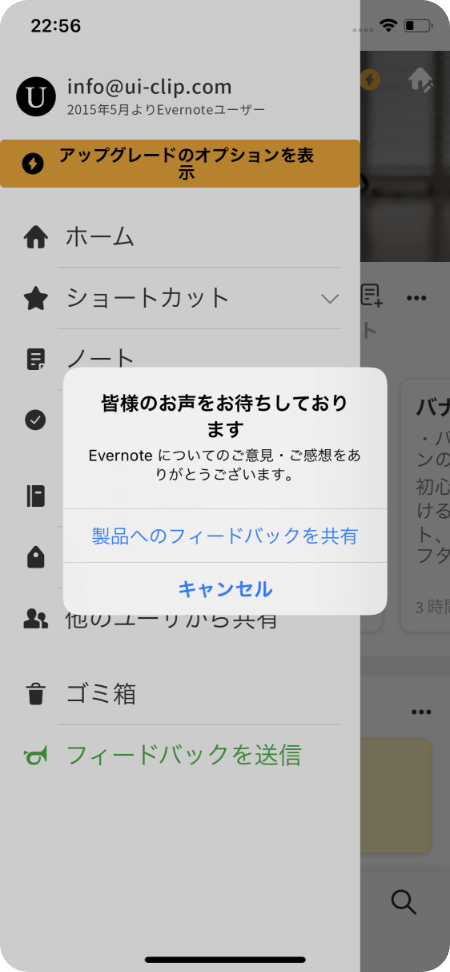 22:56
U
info@ui-clip.com
2015年5月よりEvernoteユーザー
アップグレードのオプションを表
示
ホーム
ショートカット
ノート
ト
皆様のお声をお待ちしており
ます
Evernote についてのご意見・ご感想をあ
りがとうございます。
製品へのフィードバックを共有
キャンセル
他のユーザから共有
ゴミ箱
フィードバックを送信
バナ
・バ
ンの
初心
ける
ト、
フタ
3 時間